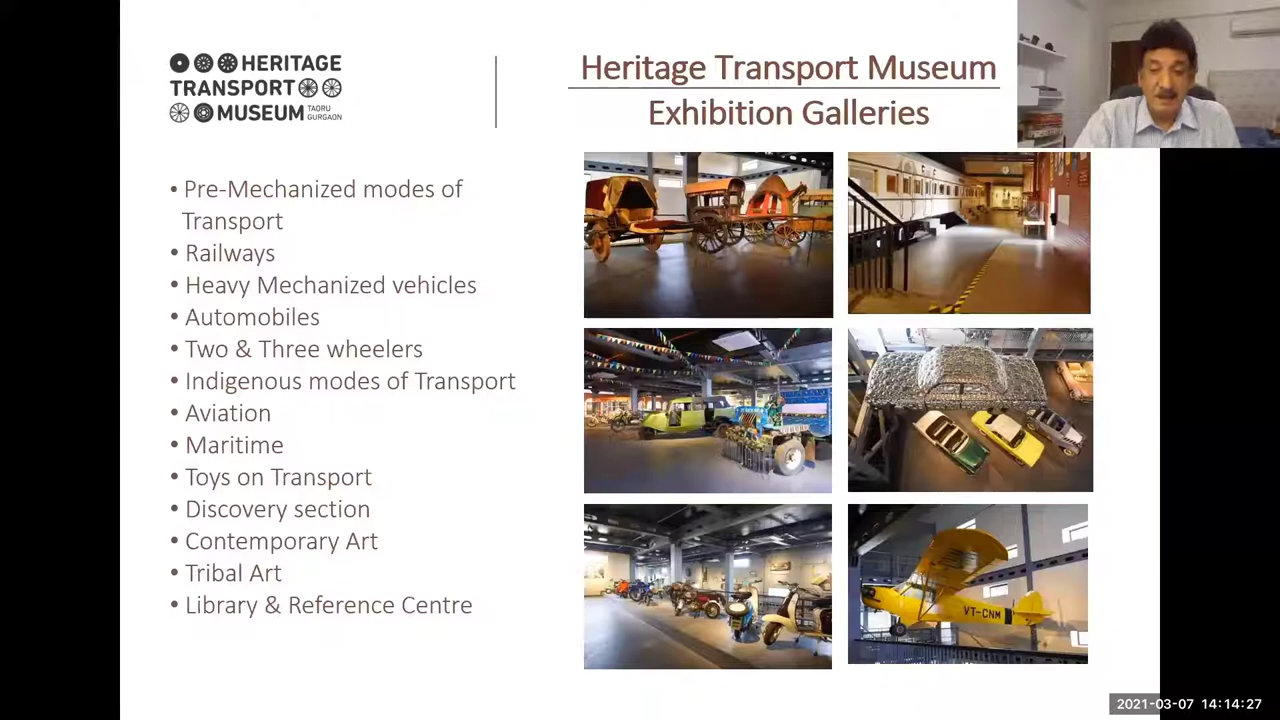 HERITAGE
TRANSPORT
MUSEUM TAORU GURGAON
Heritage Transport Museum
Exhibition Galleries
• Pre-Mechanized modes of
Transport
• Railways
• Heavy Mechanized vehicles
• Automobiles
• Two & Three wheelers
• Indigenous modes of Transport
• Aviation
• Maritime
• Toys on Transport
• Discovery section
• Contemporary Art
• Tribal Art
• Library & Reference Centre
VT-CNM
2021-03-07 14:14:27